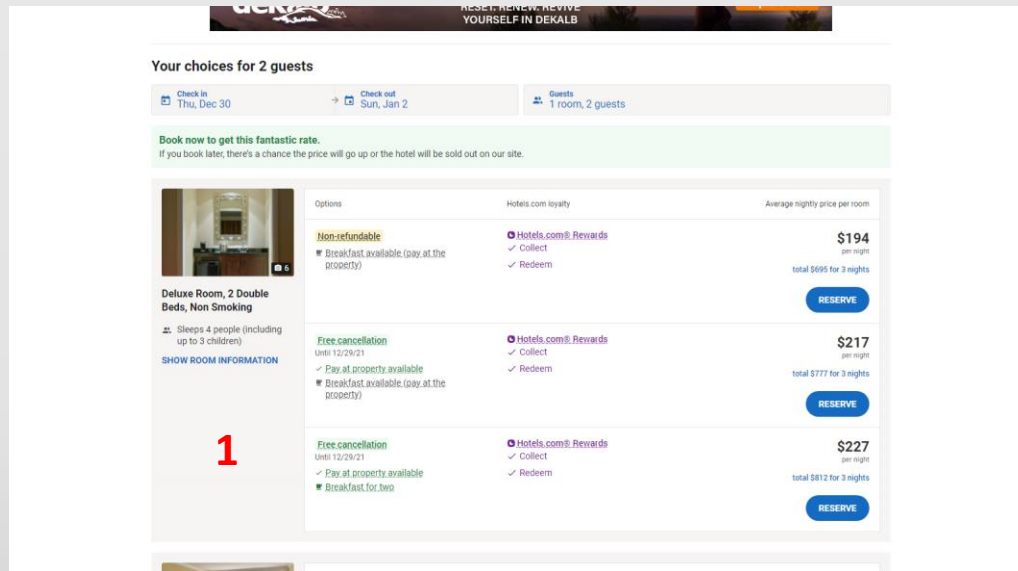 RESET. RENEW. REVIVE
YOURSELF IN DEKALB
Your choices for 2 guests
Check in
Thu, Dec 30
Check out
Sun, Jan 2
Guests
1 room, 2 guests
Book now to get this fantastic rate.
If you book later, there's a chance the price will go up or the hotel will be sold out on our site.
6
Deluxe Room, 2 Double
Beds, Non Smoking
Sleeps 4 people (including
up to 3 children)
SHOW ROOM INFORMATION
1
Options
Hotels.com loyalty
Average nightly price per room
Non-refundable
Breakfast available (pay at the
property)
Hotels.com® Rewards
Collect
Redeem
$194
per night
total $695 for 3 nights
RESERVE
Free cancellation
Until 12/29/21
Pay at property available
Breakfast available (pay at the
property)
Hotels.com® Rewards
Collect
Redeem
$217
per night
total $777 for 3 nights
RESERVE
Free cancellation
Until 12/29/21
Pay at property available
Breakfast for two
Hotels.com® Rewards
Collect
Redeem
$227
per night
total $812 for 3 nights
RESERVE